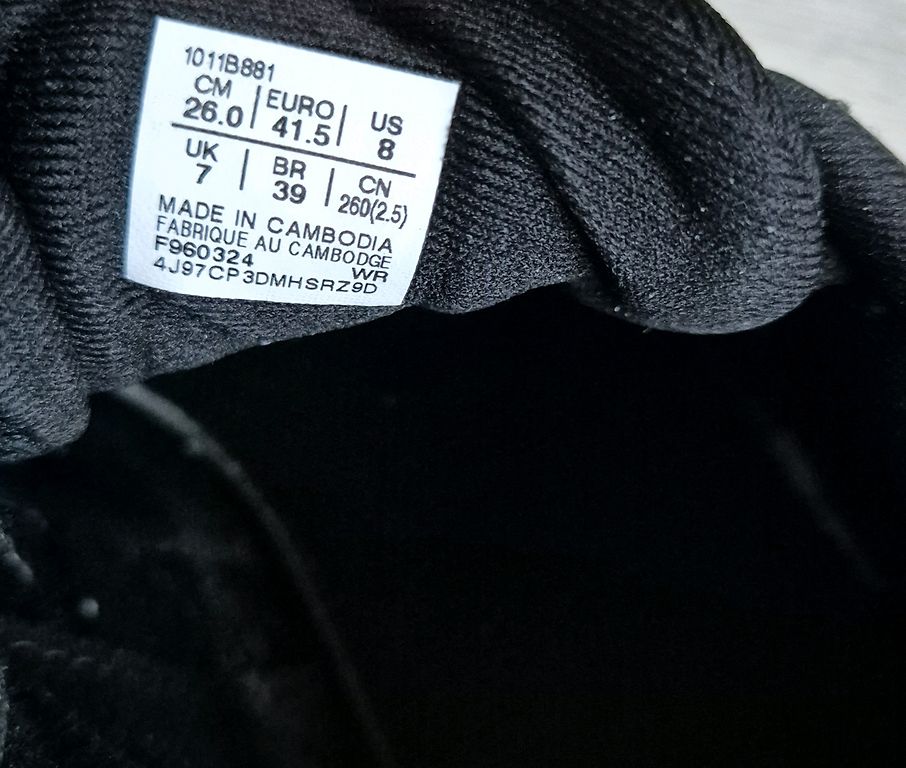 1011B881
CM 26.0 | EURO 41.5 | US 8
UK 7 | BR 39 | CN 260(2.5)
MADE IN CAMBODIA
FABRIQUE AU CAMBODGE
F960324 WR
4J97CP3DMHSRZ9D